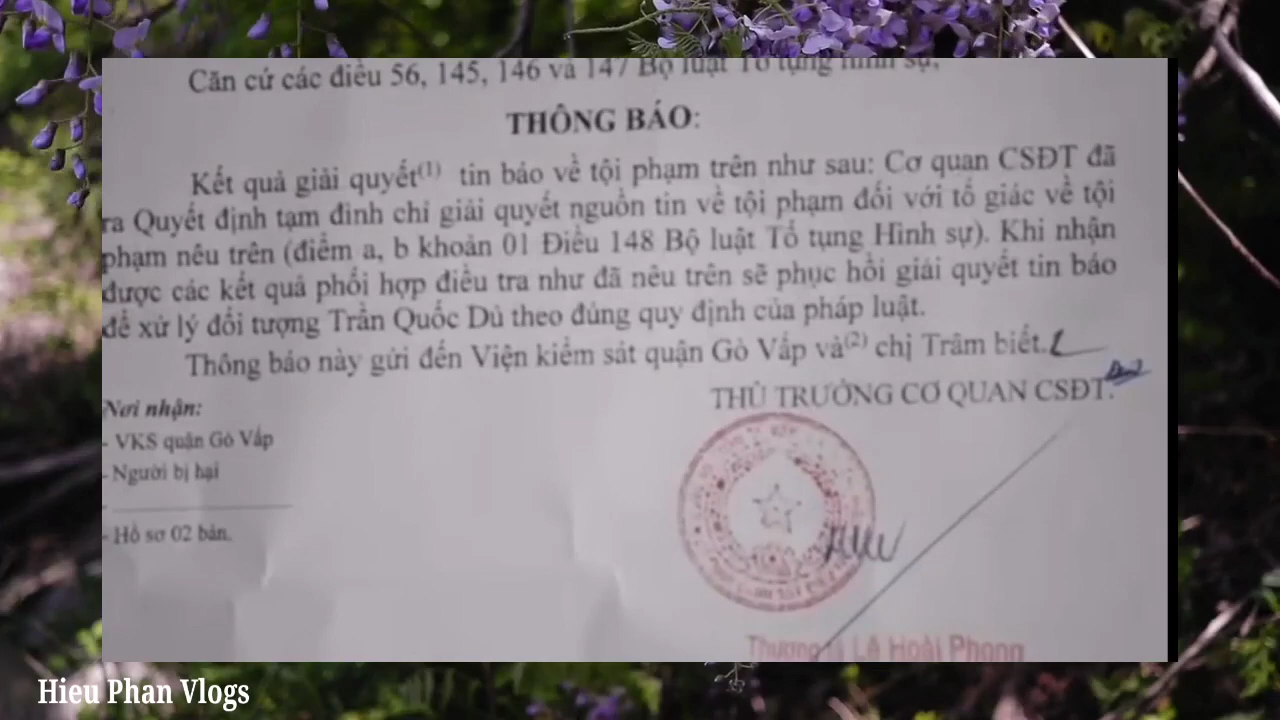 Căn cứ các điều 56, 145, 146 và 147 Bộ luật Tố tụng hình sự;
THÔNG BÁO:
Kết quả giải quyết(1) tin báo về tội phạm trên như sau: Cơ quan CSĐT đã
ra Quyết định tạm đình chỉ giải quyết nguồn tin về tội phạm đối với tố giác về tội
phạm nêu trên (điểm a, b khoản 01 Điều 148 Bộ luật Tố tụng Hình sự). Khi nhận
được các kết quả phối hợp điều tra như đã nêu trên sẽ phục hồi giải quyết tin báo
để xử lý đối tượng Trần Quốc Dù theo đúng quy định của pháp luật.
Thông báo này gửi đến Viện kiểm sát quận Gò Vấp và(2) chị Trâm biết.
THỦ TRƯỞNG CƠ QUAN CSĐT.
Nơi nhận:
- VKS quận Gò Vấp
- Người bị hại
- Hồ sơ 02 bản.
Thượng tá Lê Hoài Phong
Hieu Phan Vlogs